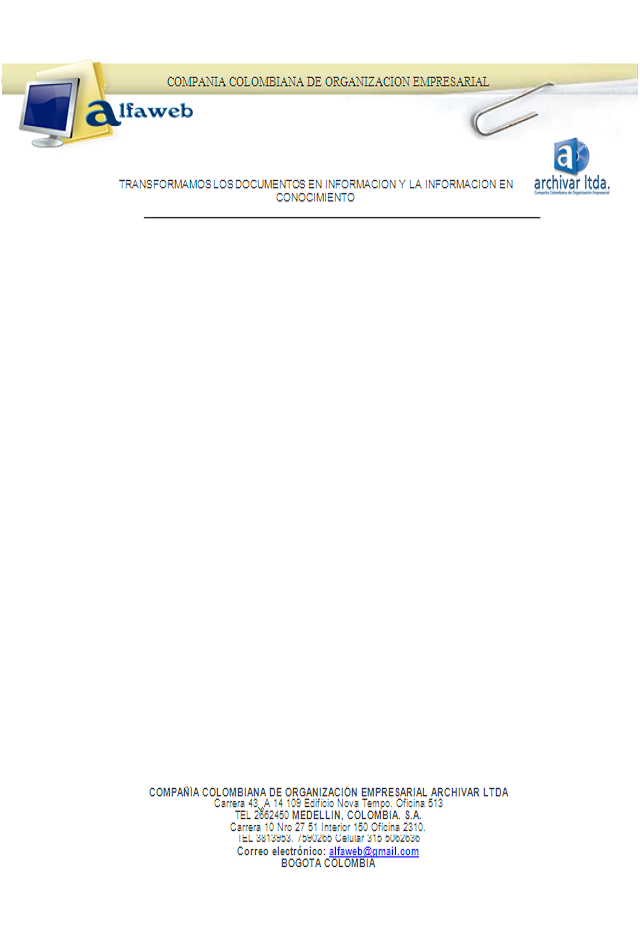 COMPAÑIA COLOMBIANA DE ORGANIZACION EMPRESARIAL
alfaweb
a
archivar ltda.
Compañía Colombiana de Organización Empresarial
TRANSFORMAMOS LOS DOCUMENTOS EN INFORMACION Y LA INFORMACION EN
CONOCIMIENTO
COMPAÑÌA COLOMBIANA DE ORGANIZACIÓN EMPRESARIAL ARCHIVAR LTDA
Carrera 43 A 14 109 Edificio Nova Tempo. Oficina 513
TEL 2662450 MEDELLIN, COLOMBIA. S.A.
Carrera 10 Nro 27 51 Interior 150 Oficina 2310.
TEL 3813953. 7590265 Celular 315 5062636
Correo electrónico: alfaweb@gmail.com
BOGOTA COLOMBIA